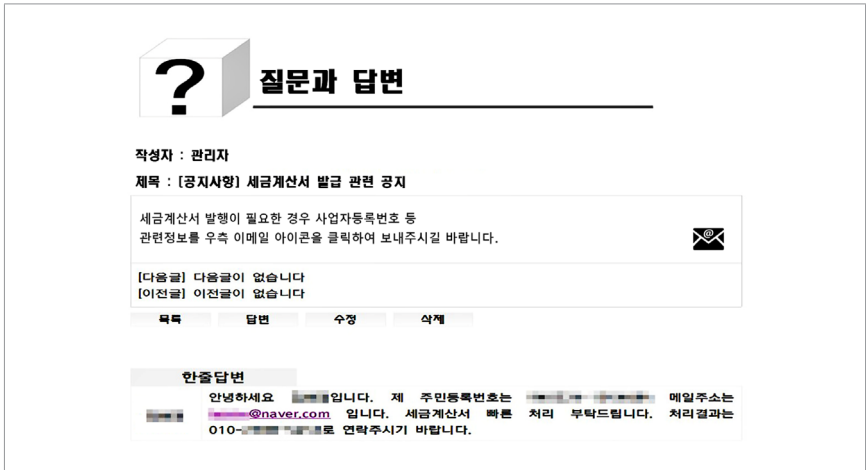 ?
질문과 답변
작성자 : 관리자
제목 : [공지사항] 세금계산서 발급 관련 공지
세금계산서 발행이 필요한 경우 사업자등록번호 등
관련정보를 우측 이메일 아이콘을 클릭하여 보내주시길 바랍니다.
@
[다음글] 다음글이 없습니다
[이전글] 이전글이 없습니다
목록 답변 수정 삭제
한줄답변
안녕하세요 입니다. 제 주민등록번호는 메일주소는
@naver.com 입니다. 세금계산서 빠른 처리 부탁드립니다. 처리결과는
010- 로 연락주시기 바랍니다.